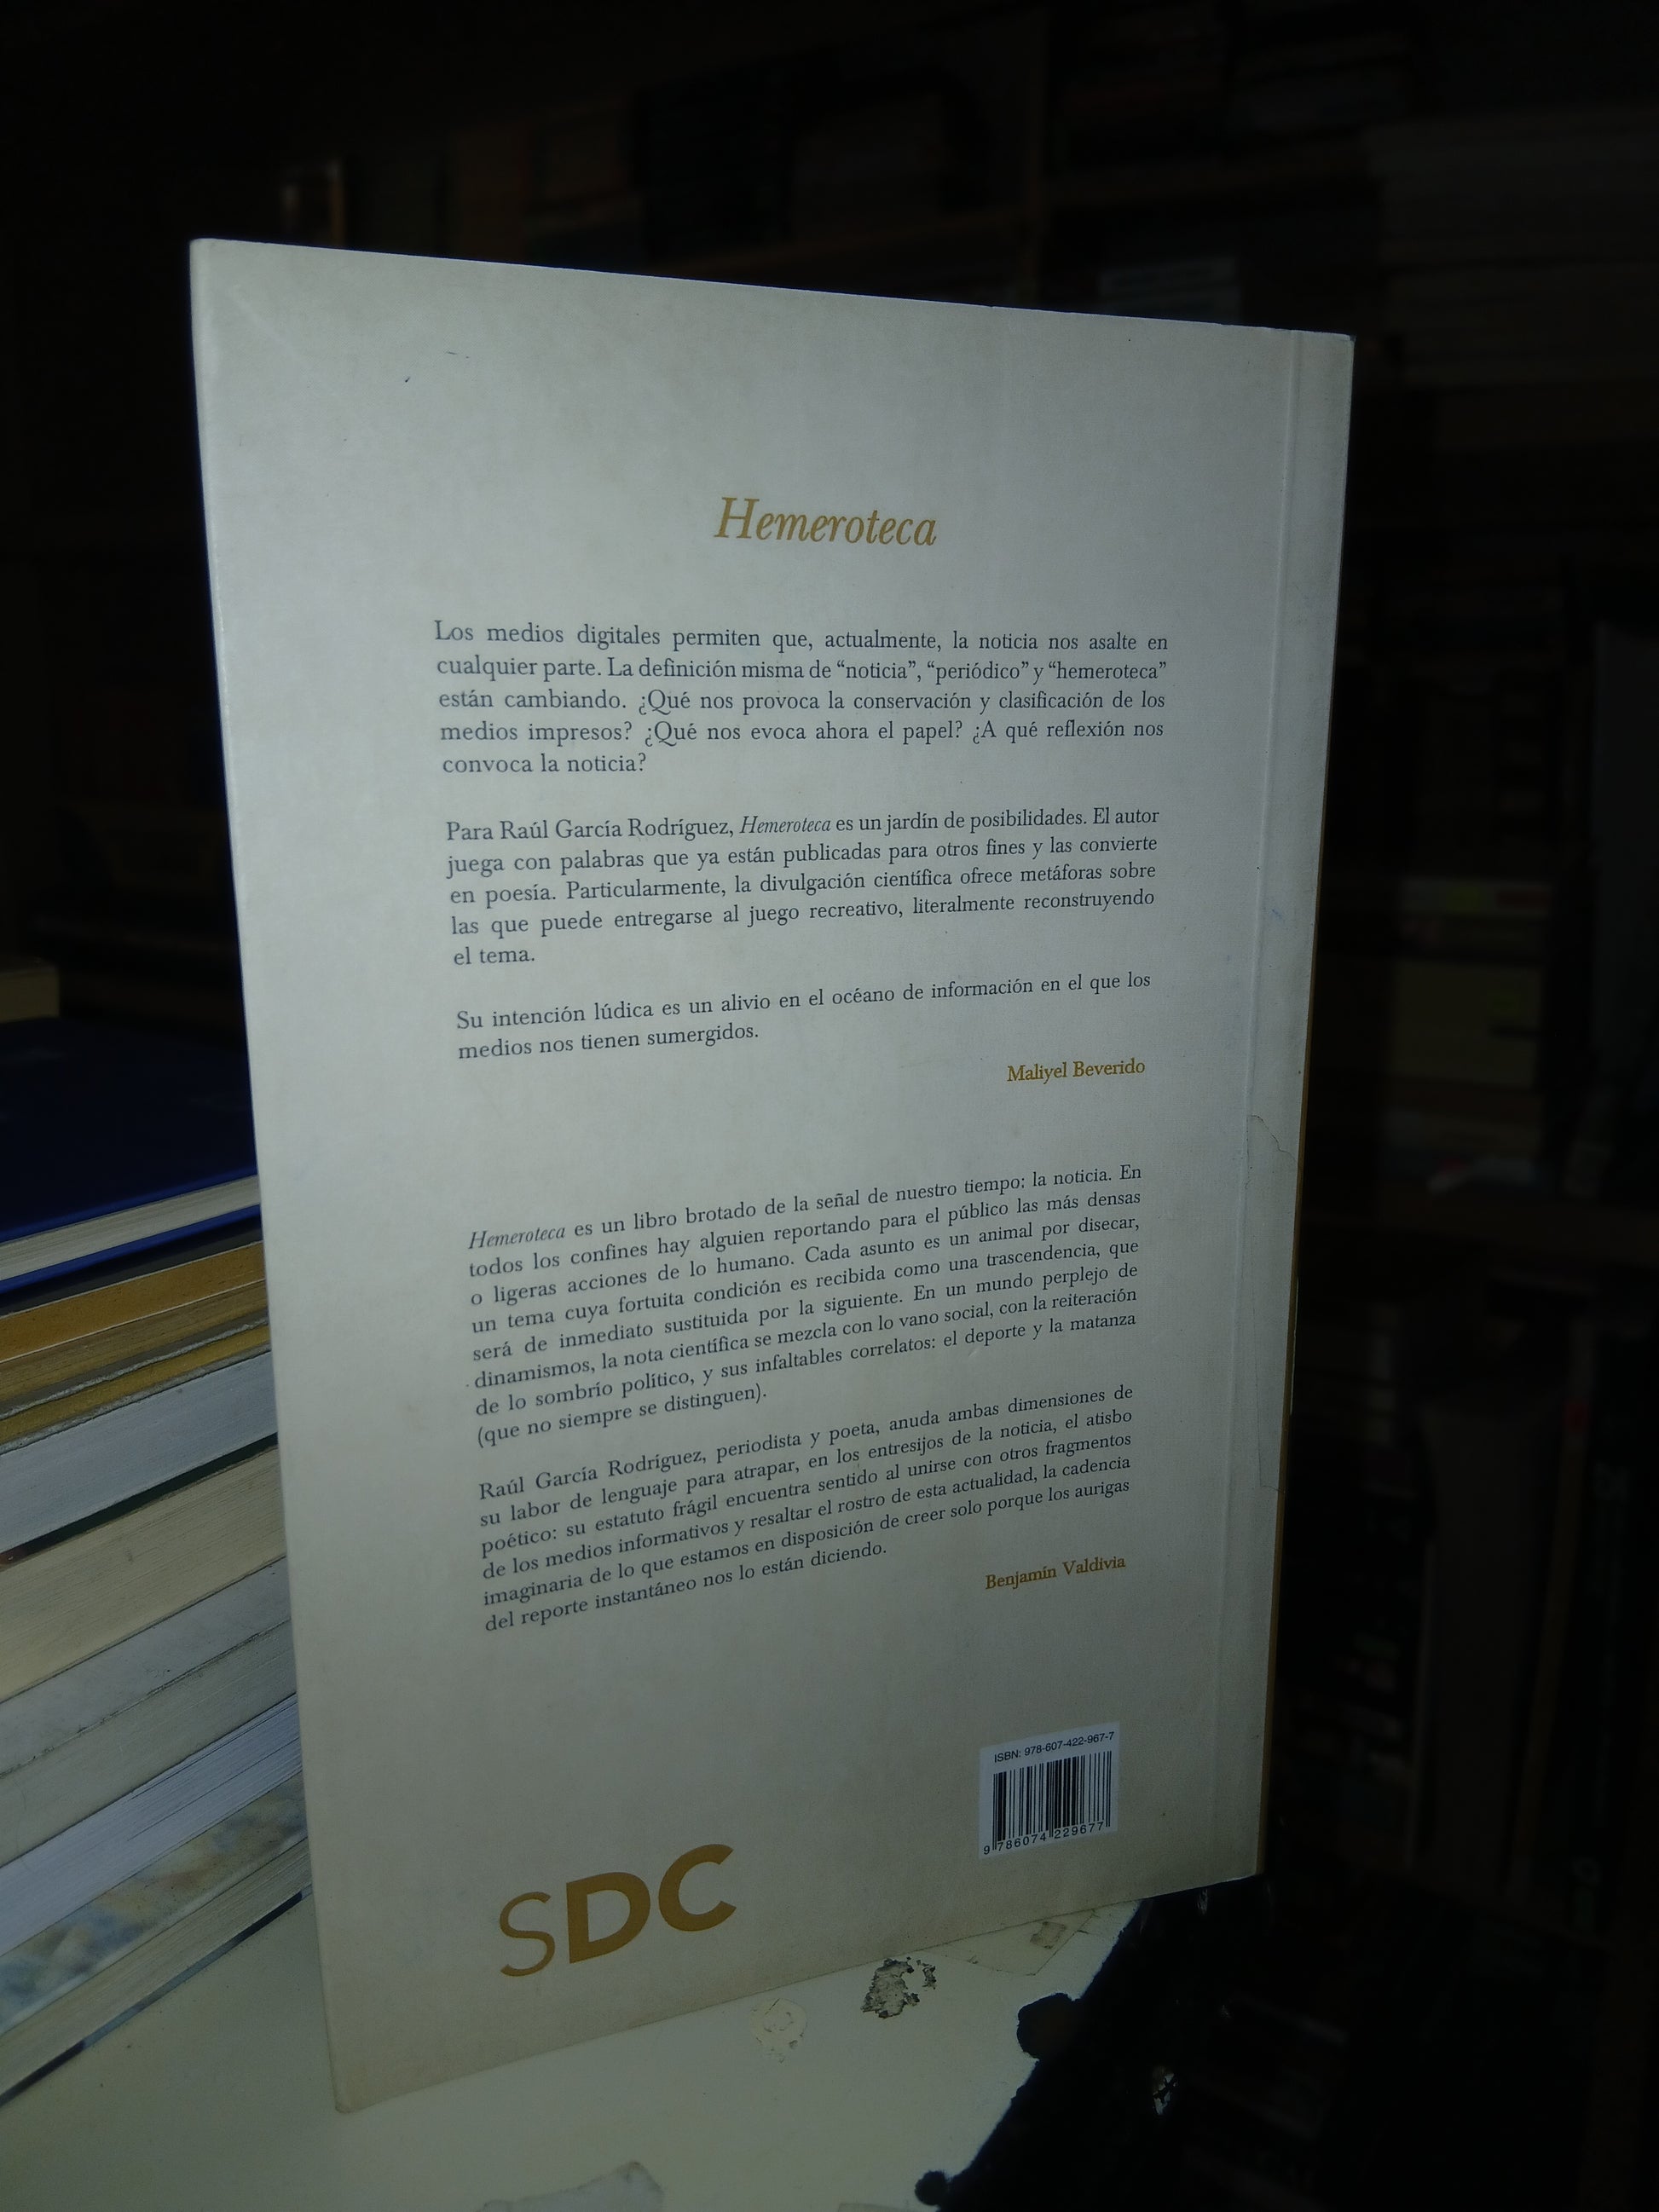 Hemeroteca
Los medios digitales permiten que, actualmente, la noticia nos asalte en
cualquier parte. La definición misma de “noticia”, “periódico” y “hemeroteca”
están cambiando. ¿Qué nos provoca la conservación y clasificación de los
medios impresos? ¿Qué nos evoca ahora el papel? ¿A qué reflexión nos
convoca la noticia?
Para Raúl García Rodríguez, Hemeroteca es un jardín de posibilidades. El autor
juega con palabras que ya están publicadas para otros fines y las convierte
en poesía. Particularmente, la divulgación científica ofrece metáforas sobre
las que puede entregarse al juego recreativo, literalmente reconstruyendo
el tema.
Su intención lúdica es un alivio en el océano de información en el que los
medios nos tienen sumergidos.
Maliyel Beverido
Hemeroteca es un libro brotado de la señal de nuestro tiempo: la noticia. En
todos los confines hay alguien reportando para el público las más densas
o ligeras acciones de lo humano. Cada asunto es un animal por disecar,
un tema cuya fortuita condición es recibida como una trascendencia, que
será de inmediato sustituida por la siguiente. En un mundo perplejo de
dinamismos, la nota científica se mezcla con lo vano social, con la reiteración
de lo sombrío político, y sus infaltables correlatos: el deporte y la matanza
(que no siempre se distinguen).
Raúl García Rodríguez, periodista y poeta, anuda ambas dimensiones de
su labor de lenguaje para atrapar, en los entresijos de la noticia, el atisbo
poético: su estatuto frágil encuentra sentido al unirse con otros fragmentos
de los medios informativos y resaltar el rostro de esta actualidad, la cadencia
imaginaria de lo que estamos en disposición de creer solo porque los aurigas
del reporte instantáneo nos lo están diciendo.
Benjamín Valdivia
ISBN: 978-607-422-967-7
9 786074 229677
SDC